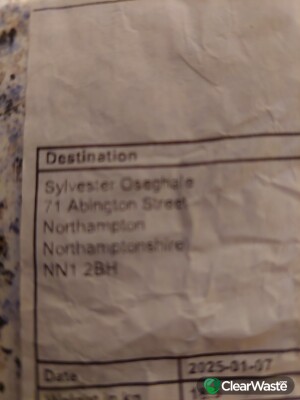 Destination
Sylvester Oseghale
71 Abington Street
Northampton
Northamptonshire
NN1 2BH
Date 2025-01-07
ClearWaste